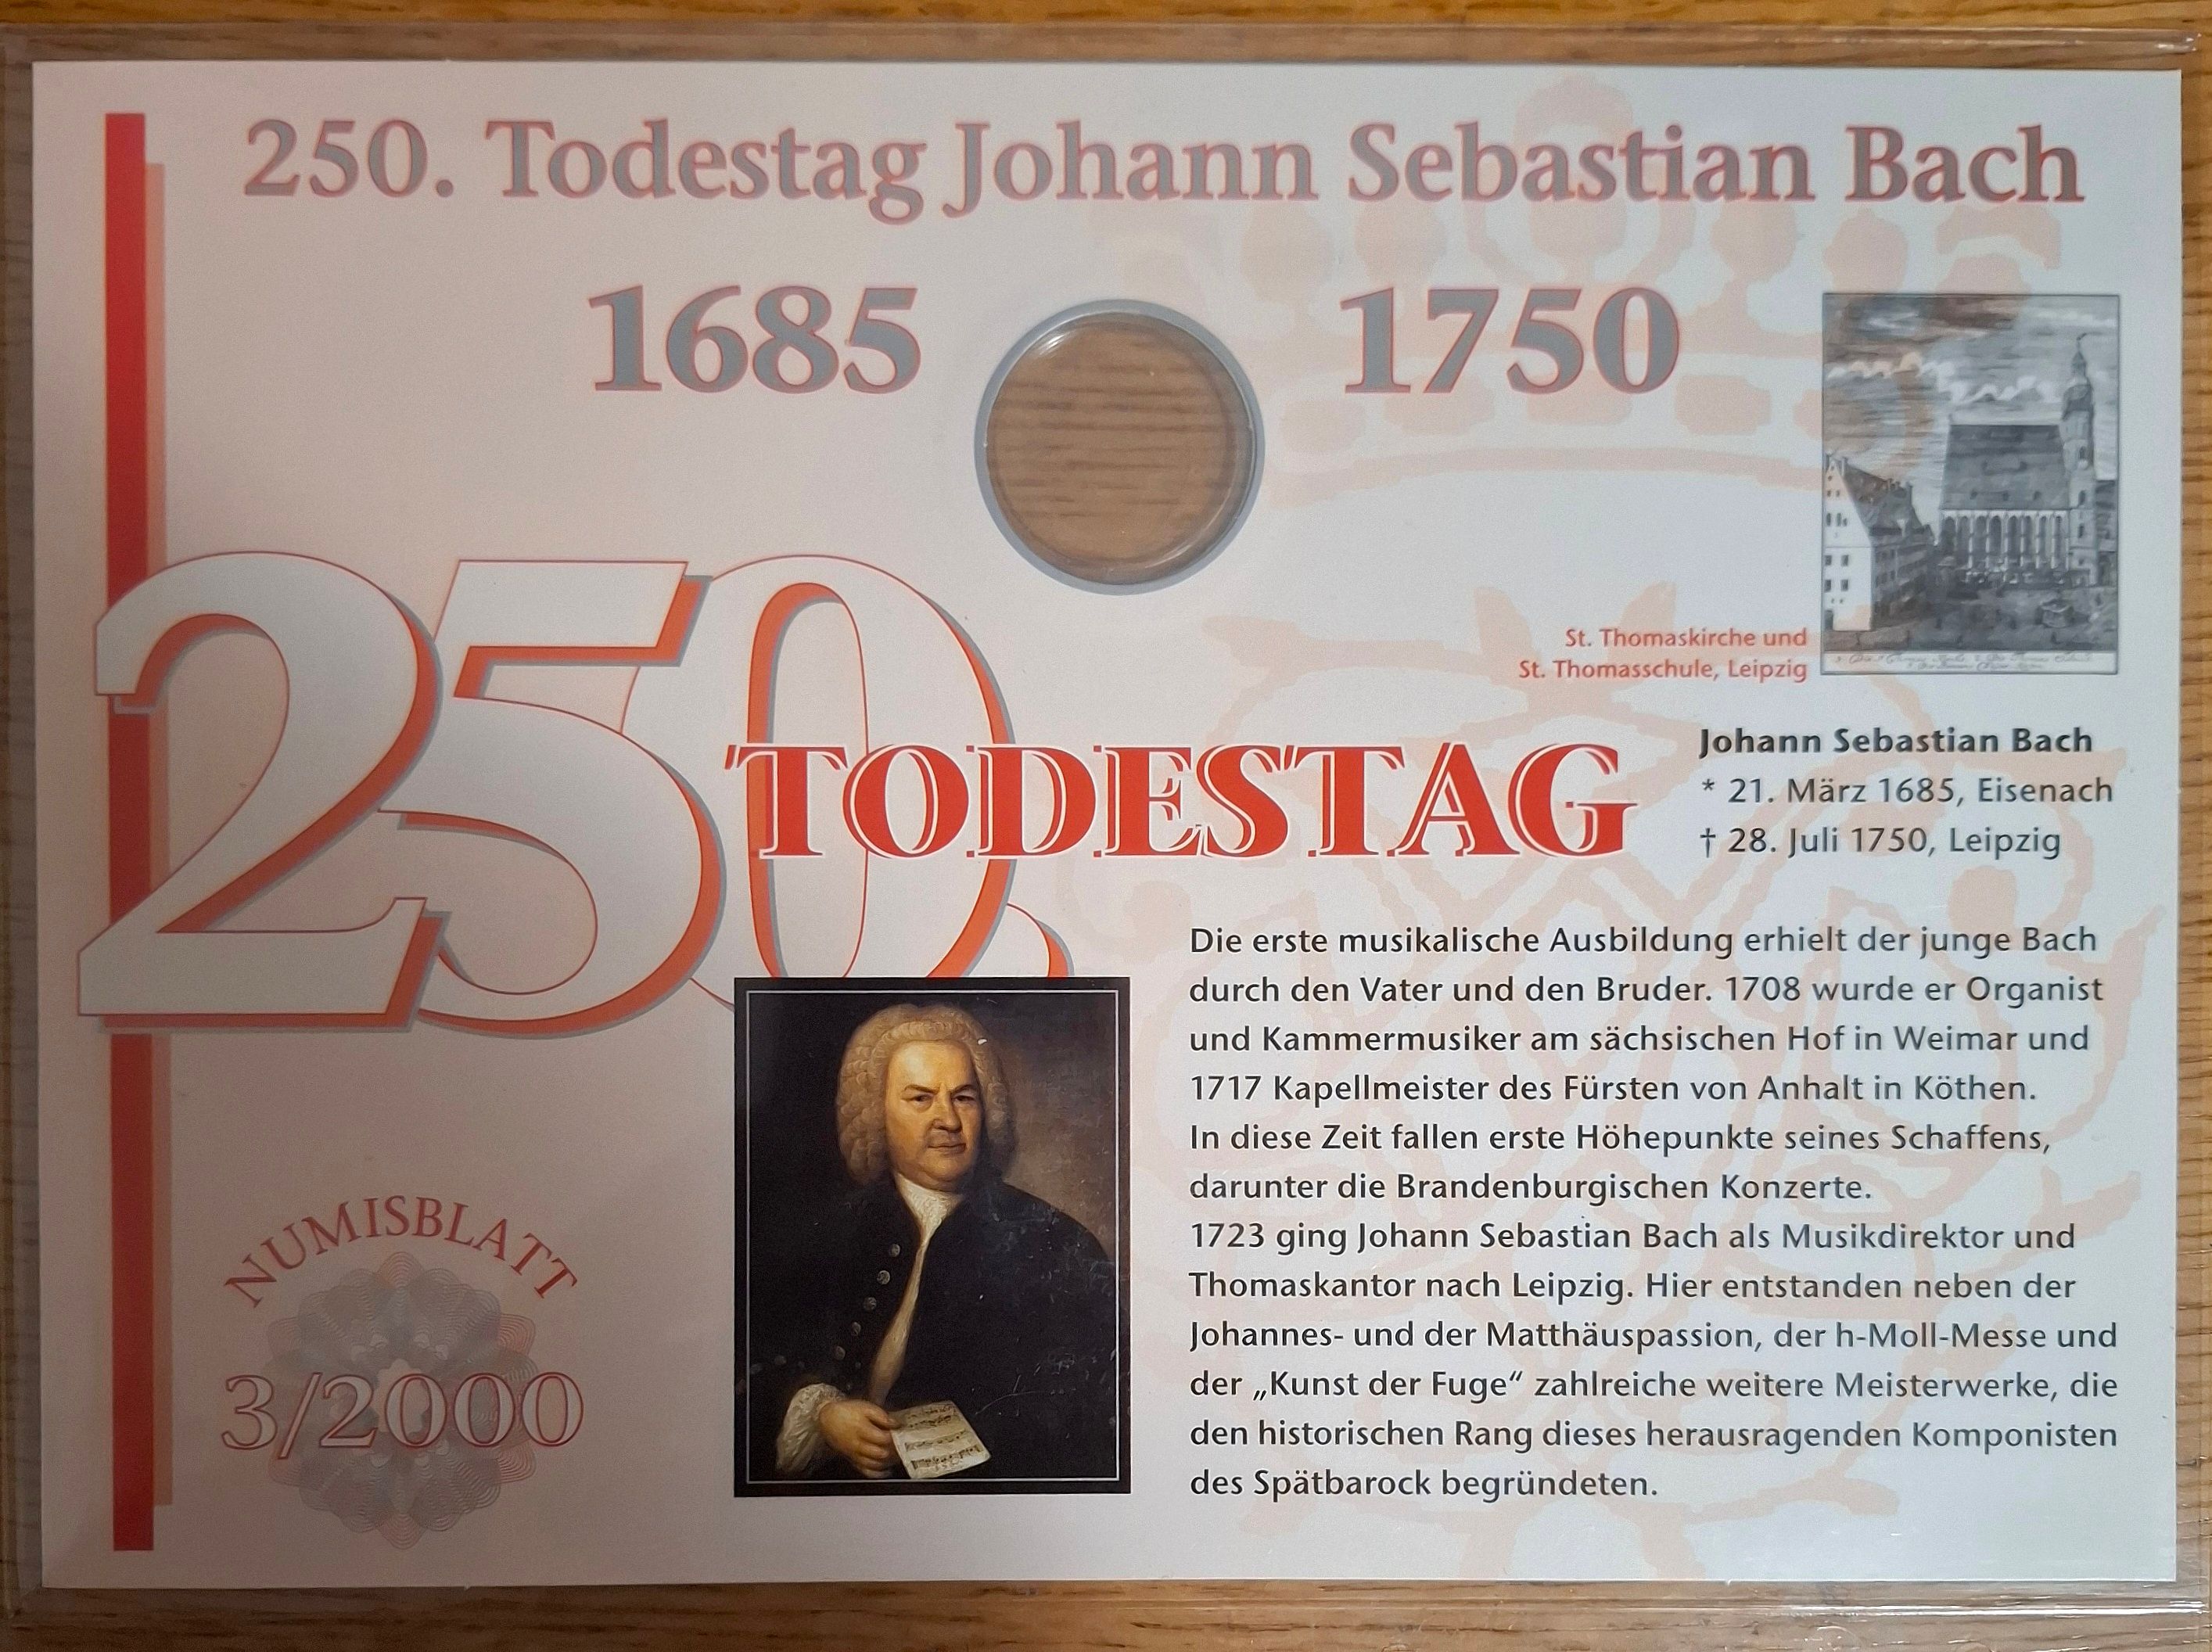 250. Todestag Johann Sebastian Bach
1685 1750
St. Thomaskirche und
St. Thomasschule, Leipzig
250.
TODESTAG
Johann Sebastian Bach
* 21. März 1685, Eisenach
† 28. Juli 1750, Leipzig
Die erste musikalische Ausbildung erhielt der junge Bach
durch den Vater und den Bruder. 1708 wurde er Organist
und Kammermusiker am sächsischen Hof in Weimar und
1717 Kapellmeister des Fürsten von Anhalt in Köthen.
In diese Zeit fallen erste Höhepunkte seines Schaffens,
darunter die Brandenburgischen Konzerte.
1723 ging Johann Sebastian Bach als Musikdirektor und
Thomaskantor nach Leipzig. Hier entstanden neben der
Johannes- und der Matthäuspassion, der h-Moll-Messe und
der „Kunst der Fuge“ zahlreiche weitere Meisterwerke, die
den historischen Rang dieses herausragenden Komponisten
des Spätbarock begründeten.
NUMISBLATT
3/2000